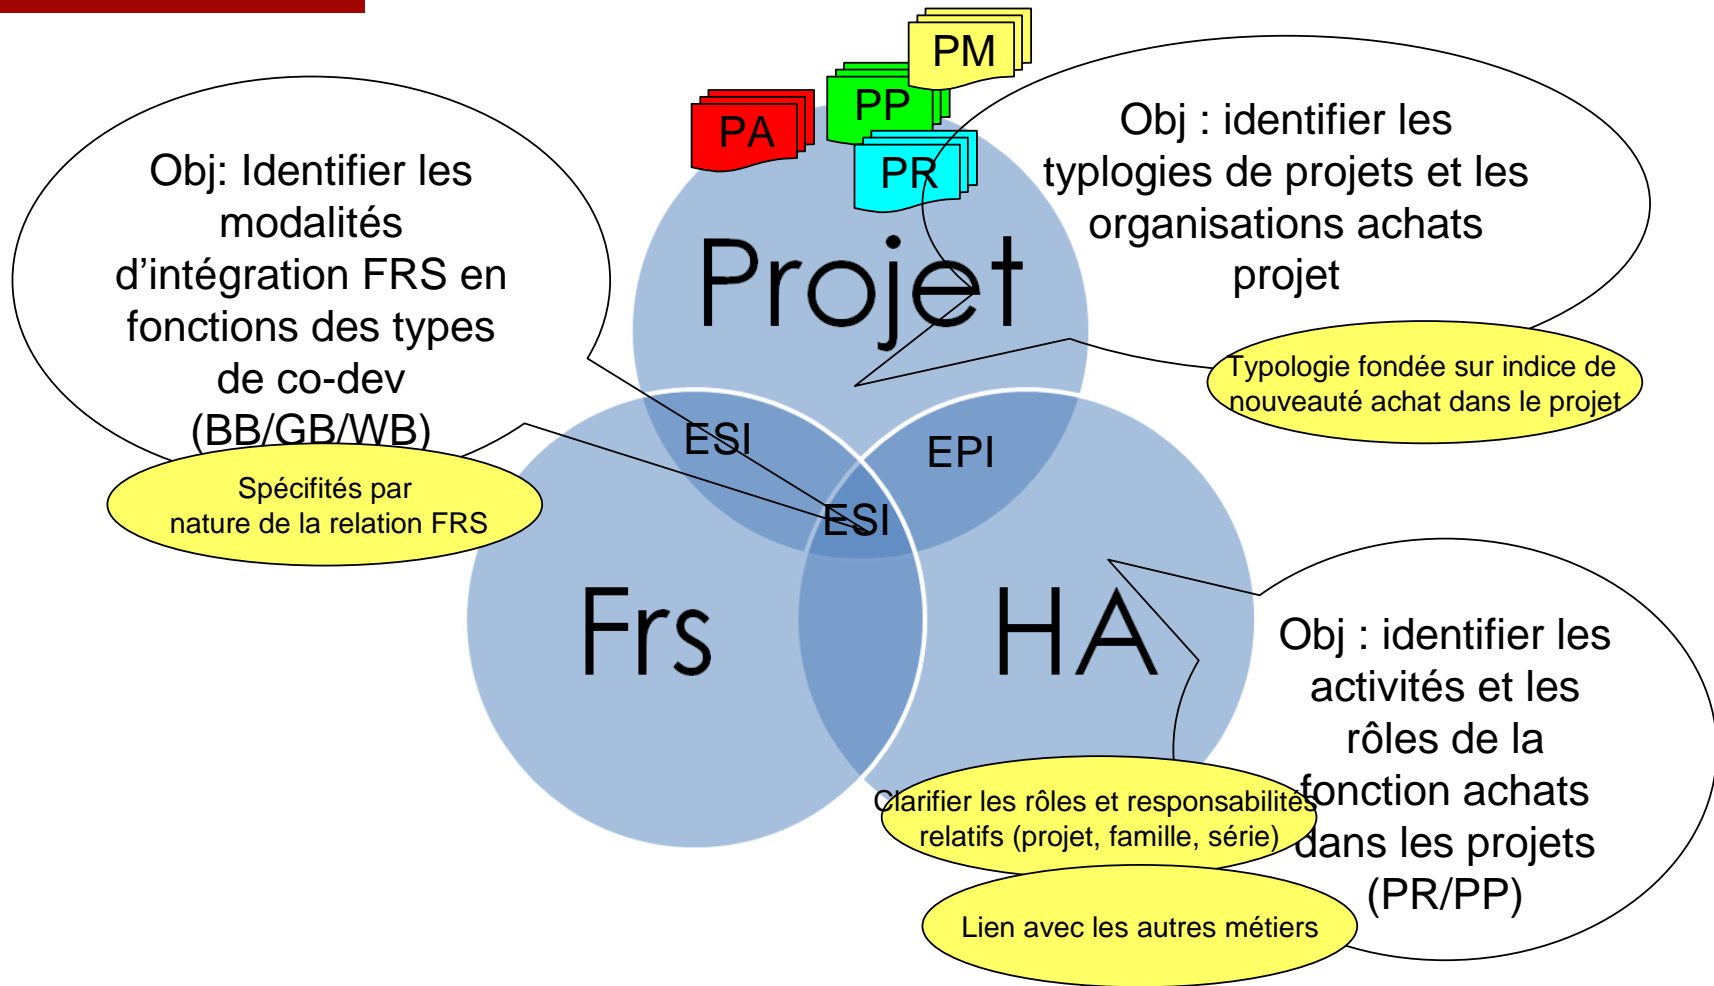 PM
PP
PA
PR
Obj: Identifier les
modalités
d'intégration FRS en
fonctions des types
de co-dev
(BB/GB/WB)
Spécifités par
nature de la relation FRS
Obj : identifier les
typlogies de projets et les
organisations achats
projet
Typologie fondée sur indice de
nouveauté achat dans le projet
Projet
ESI
EPI
ESI
Frs
HA
Obj : identifier les
activités et les
rôles de la
fonction achats
dans les projets
(PR/PP)
Clarifier les rôles et responsabilités
relatifs (projet, famille, série)
Lien avec les autres métiers